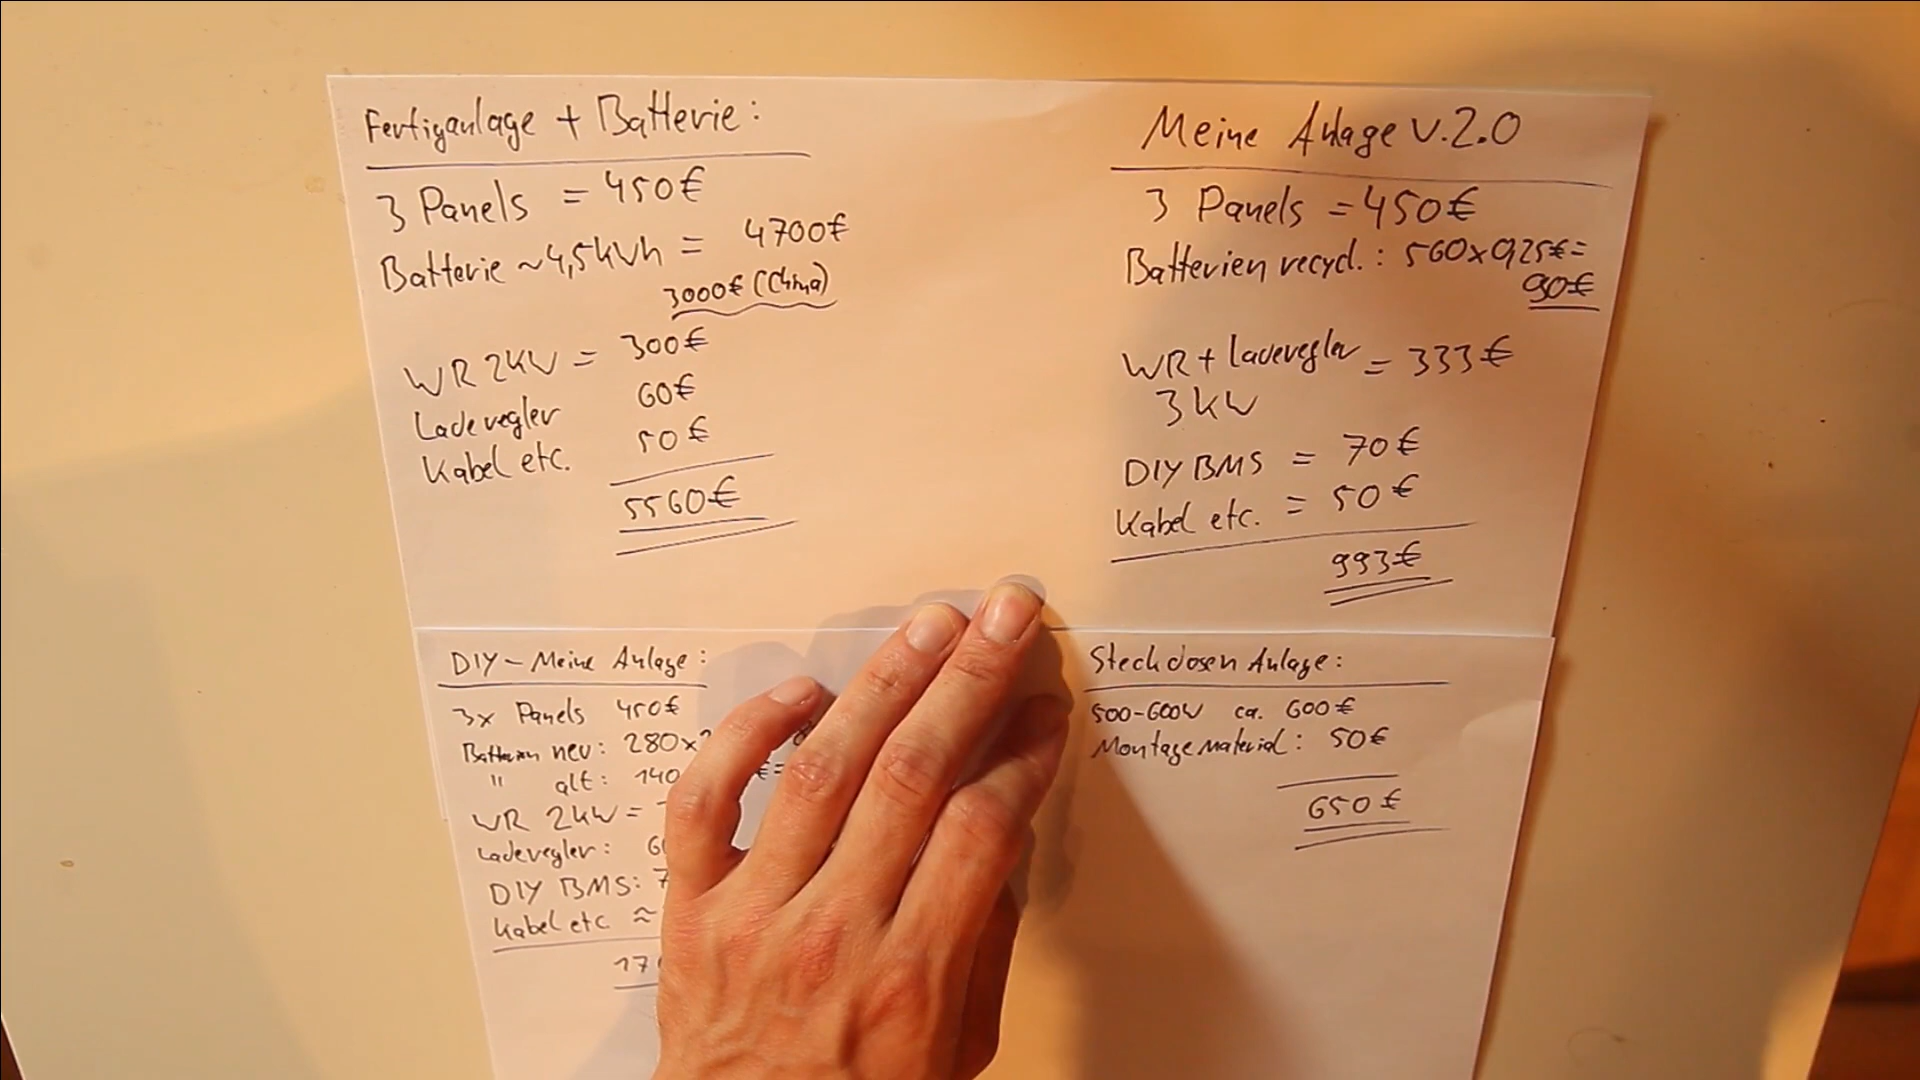 Fertiganlage + Batterie:
3 Panels = 450€
Batterie ~4,5kWh = 4700€
3000€ (China)
WR 2kW = 300€
Laderegler 60€
Kabel etc. 50€
5560€
Meine Anlage v.2.0
3 Panels = 450€
Batterien recycl.: 560x0,25€=
90€
WR + Laderegler = 333€
3kW
DIY BMS = 70€
Kabel etc. = 50€
993€
DIY - Meine Anlage:
3x Panels 450€
Batterien neu: 280x
" alt: 140
WR 2kW =
Laderegler:
DIY BMS:
Kabel etc ≈
Steckdosen Anlage:
500-600W ca. 600€
Montagematerial: 50€
650€